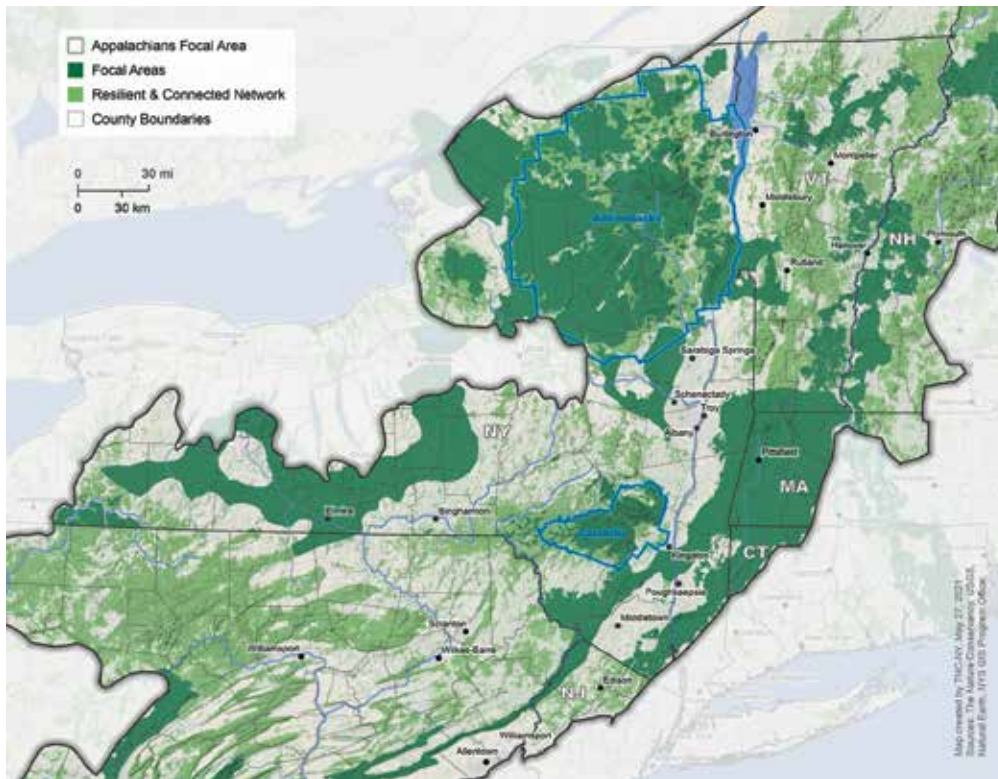 Appalachians Focal Area
Focal Areas
Resilient & Connected Network
County Boundaries
0 30 mi
0 30 km
Burlington
Montpelier
VT
Middlebury
Adirondacks
NH
Hanover
Plymouth
Rutland
Saratoga Springs
Schenectady
Troy
Albany
NY
Pittsfield
MA
Elmira
Binghamton
Catskills
Kingston
CT
Poughkeepsie
Middletown
Scranton
Williamsport
Wilkes-Barre
Edison
NJ
Williamsport
Allentown
Map created by TNC-NY, May 27, 2021
Sources: The Nature Conservancy, USGS,
Natural Earth, NYS GIS Program Office